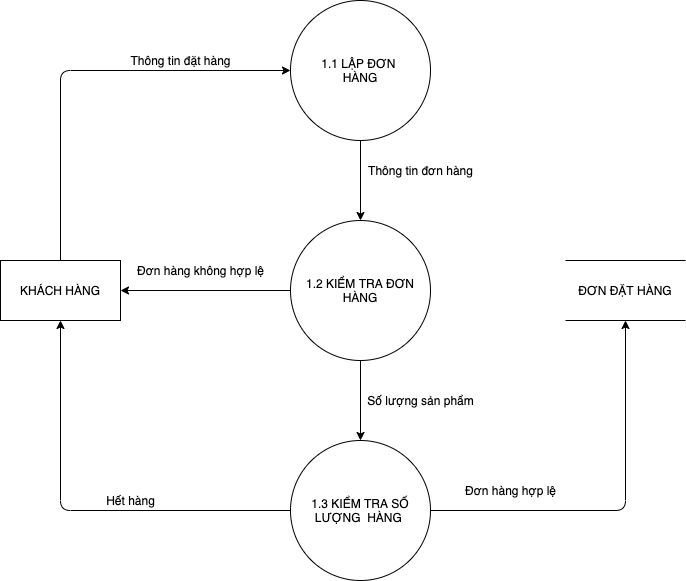 Thông tin đặt hàng
1.1 LẬP ĐƠN
HÀNG
Thông tin đơn hàng
Đơn hàng không hợp lệ
KHÁCH HÀNG
1.2 KIỂM TRA ĐƠN
HÀNG
ĐƠN ĐẶT HÀNG
Số lượng sản phẩm
Hết hàng
1.3 KIỂM TRA SỐ
LƯỢNG HÀNG
Đơn hàng hợp lệ